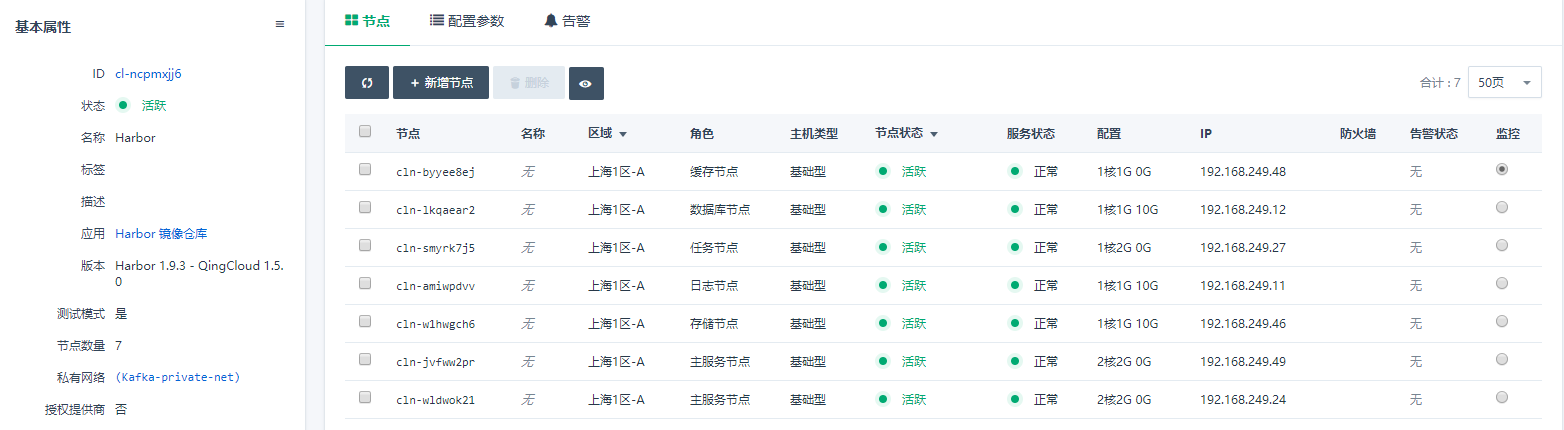 基本属性
ID cl-ncpmxjj6
状态 活跃
名称 Harbor
标签
描述
应用 Harbor 镜像仓库
版本 Harbor 1.9.3 - QingCloud 1.5.
0
测试模式 是
节点数量 7
私有网络 (Kafka-private-net)
授权提供商 否
节点 配置参数 告警
+ 新增节点 删除 合计 : 7 50页
节点 名称 区域 角色 主机类型 节点状态 服务状态 配置 IP 防火墙 告警状态 监控
cln-byyee8ej 无 上海1区-A 缓存节点 基础型 活跃 正常 1核1G 0G 192.168.249.48 无
cln-lkqaear2 无 上海1区-A 数据库节点 基础型 活跃 正常 1核1G 10G 192.168.249.12 无
cln-smyrk7j5 无 上海1区-A 任务节点 基础型 活跃 正常 1核2G 0G 192.168.249.27 无
cln-amiwpdvv 无 上海1区-A 日志节点 基础型 活跃 正常 1核1G 10G 192.168.249.11 无
cln-w1hwgch6 无 上海1区-A 存储节点 基础型 活跃 正常 1核1G 10G 192.168.249.46 无
cln-jvfww2pr 无 上海1区-A 主服务节点 基础型 活跃 正常 2核2G 0G 192.168.249.49 无
cln-wldwok21 无 上海1区-A 主服务节点 基础型 活跃 正常 2核2G 0G 192.168.249.24 无